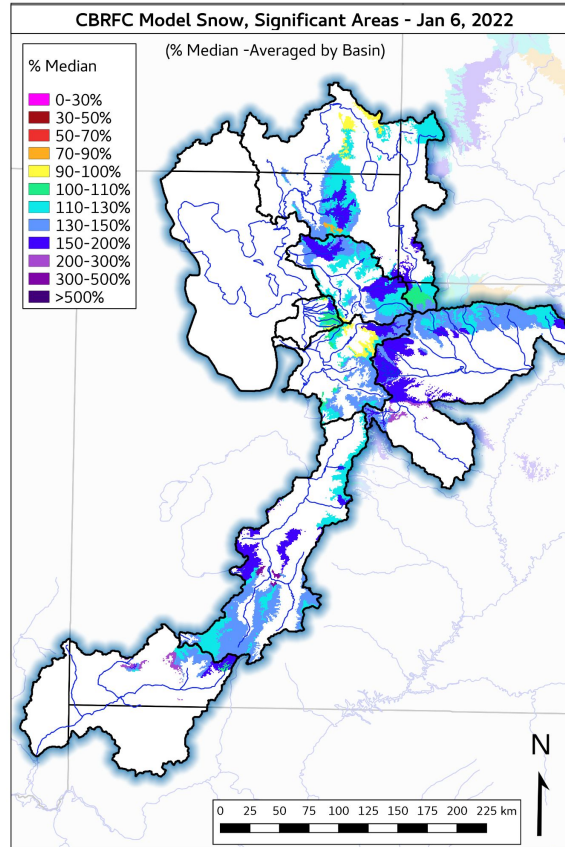 CBRFC Model Snow, Significant Areas - Jan 6, 2022
(% Median -Averaged by Basin)
% Median
0-30%
30-50%
50-70%
70-90%
90-100%
100-110%
110-130%
130-150%
150-200%
200-300%
300-500%
>500%
N
0 25 50 75 100 125 150 175 200 225 km